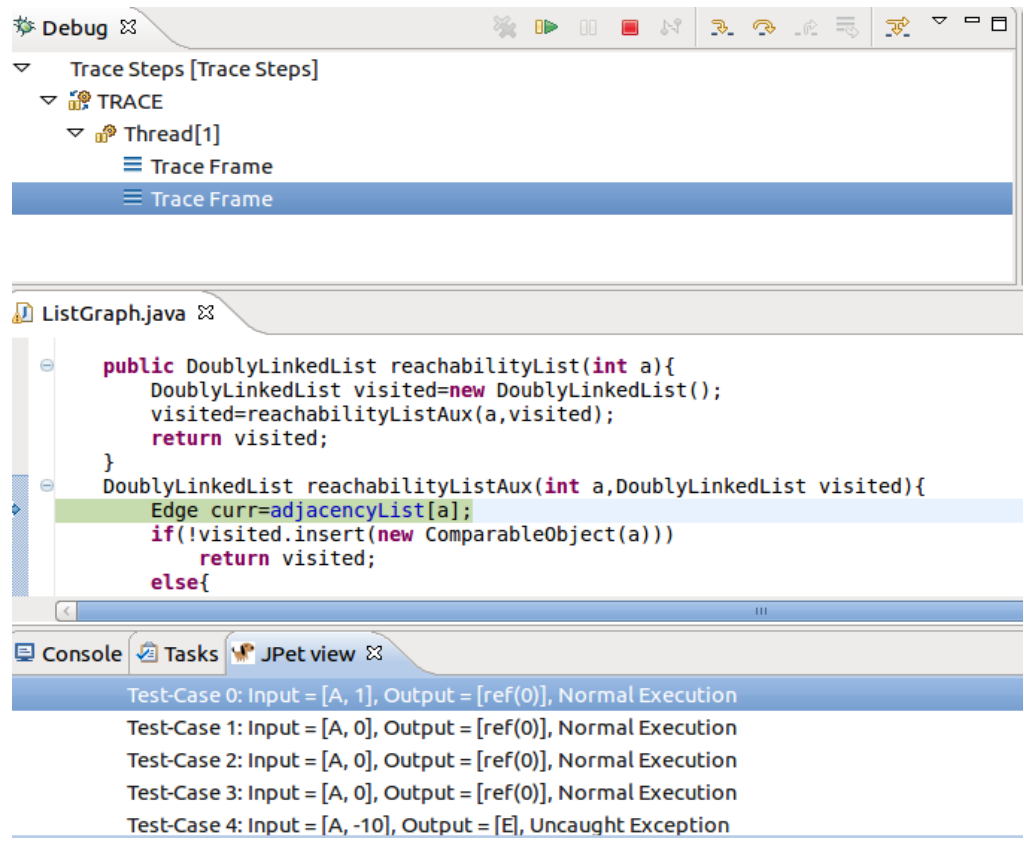 Debug
Trace Steps [Trace Steps]
TRACE
Thread[1]
Trace Frame
Trace Frame
ListGraph.java
public DoublyLinkedList reachabilityList(int a){
DoublyLinkedList visited=new DoublyLinkedList();
visited=reachabilityListAux(a,visited);
return visited;
}
DoublyLinkedList reachabilityListAux(int a,DoublyLinkedList visited){
Edge curr=adjacencyList[a];
if(!visited.insert(new ComparableObject(a)))
return visited;
else{
Console Tasks JPet view
Test-Case 0: Input = [A, 1], Output = [ref(0)], Normal Execution
Test-Case 1: Input = [A, 0], Output = [ref(0)], Normal Execution
Test-Case 2: Input = [A, 0], Output = [ref(0)], Normal Execution
Test-Case 3: Input = [A, 0], Output = [ref(0)], Normal Execution
Test-Case 4: Input = [A, -10], Output = [E], Uncaught Exception